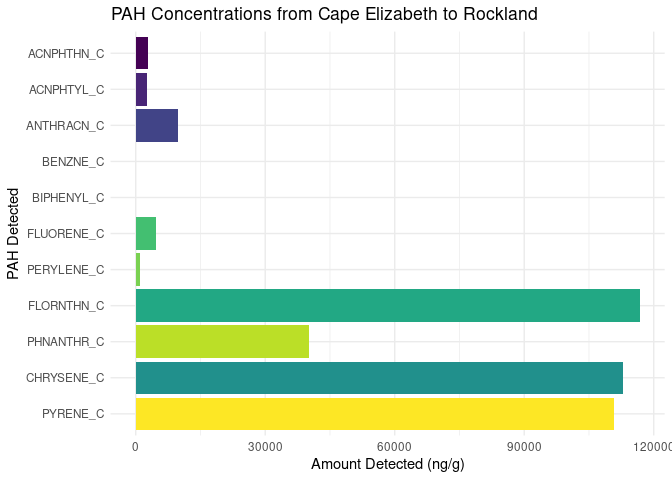 PAH Concentrations from Cape Elizabeth to Rockland
PAH Detected
ACNPHTHN_C
ACNPHTYL_C
ANTHRACN_C
BENZNE_C
BIPHENYL_C
FLUORENE_C
PERYLENE_C
FLORNTHN_C
PHNANTHR_C
CHRYSENE_C
PYRENE_C
0 30000 60000 90000 120000
Amount Detected (ng/g)